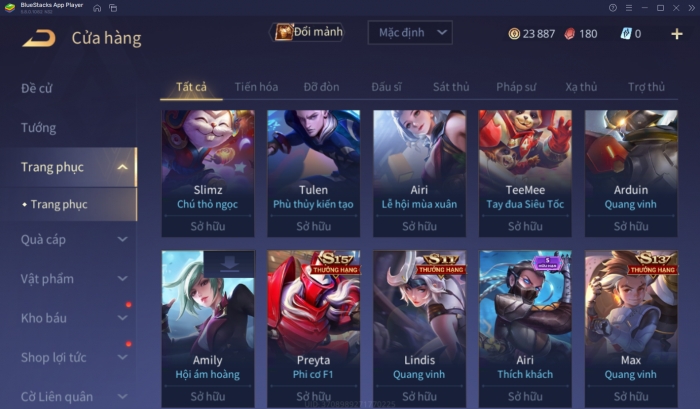 BlueStacks App Player
Cửa hàng
Đổi mảnh
Mặc định
23 887
180
0
Đề cử
Tướng
Trang phục
Trang phục
Quà cáp
Vật phẩm
Kho báu
Shop lợi tức
Cờ Liên quân
Tất cả
Tiến hóa
Đỡ đòn
Đấu sĩ
Sát thủ
Pháp sư
Xạ thủ
Trợ thủ
Slimz
Chú thỏ ngọc
Sở hữu
Tulen
Phù thủy kiến tạo
Sở hữu
Airi
Lễ hội mùa xuân
Sở hữu
TeeMee
Tay đua Siêu Tốc
Sở hữu
Arduin
Quang vinh
Sở hữu
Amily
Hội ám hoàng
Sở hữu
S15
THƯỞNG HẠNG
Preyta
Phi cơ F1
Sở hữu
S11
THƯỞNG HẠNG
Lindis
Quang vinh
Sở hữu
5
Airi
Thích khách
Sở hữu
THƯỞNG HẠNG
Max
Quang vinh
Sở hữu